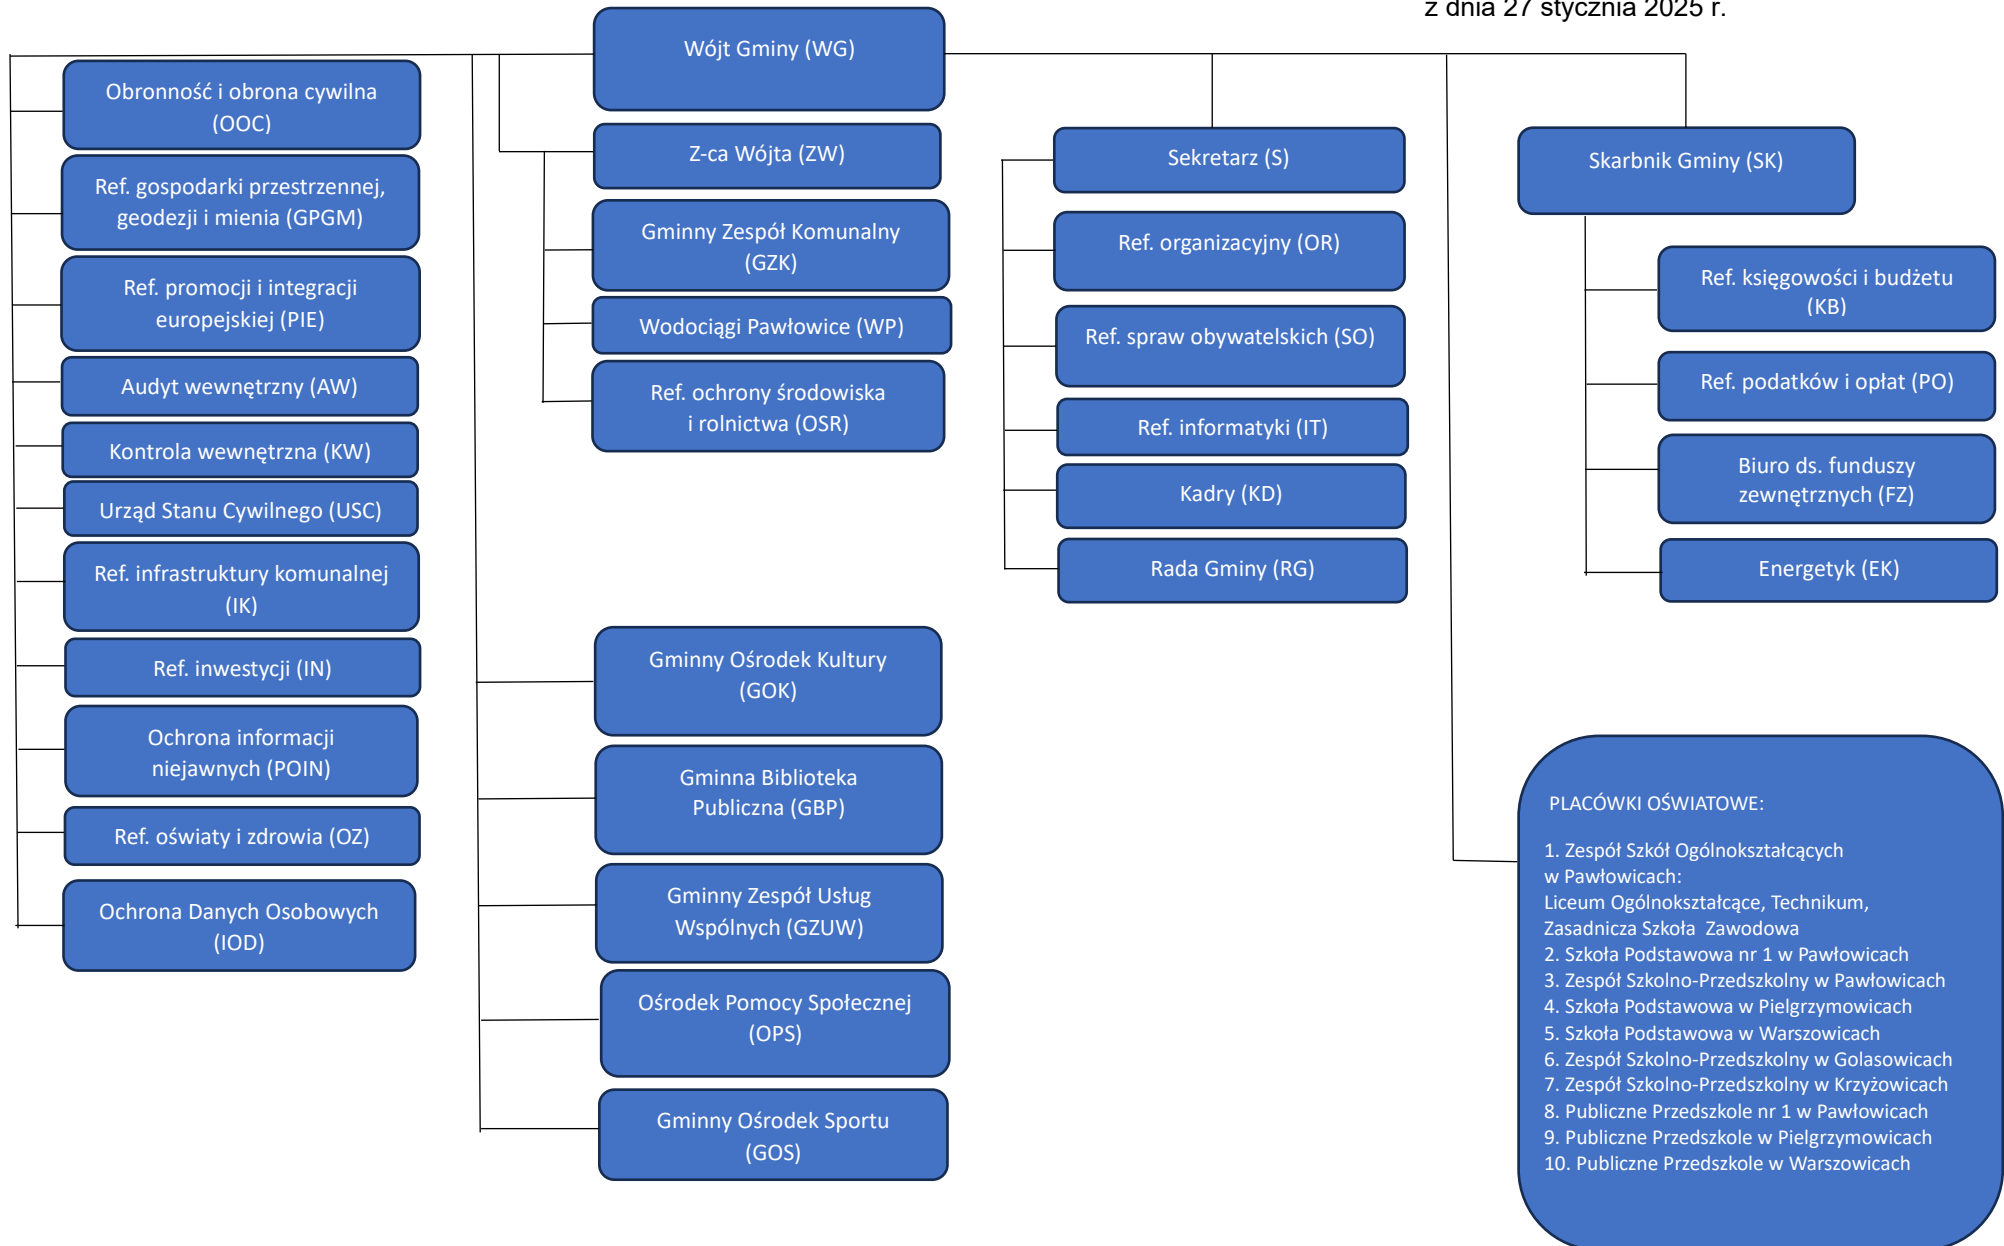 z dnia 27 stycznia 2025 r.
Wójt Gminy (WG)
Obronność i obrona cywilna
(OOC)
Ref. gospodarki przestrzennej,
geodezji i mienia (GPGM)
Ref. promocji i integracji
europejskiej (PIE)
Audyt wewnętrzny (AW)
Kontrola wewnętrzna (KW)
Urząd Stanu Cywilnego (USC)
Ref. infrastruktury komunalnej
(IK)
Ref. inwestycji (IN)
Ochrona informacji
niejawnych (POIN)
Ref. oświaty i zdrowia (OZ)
Ochrona Danych Osobowych
(IOD)
Z-ca Wójta (ZW)
Gminny Zespół Komunalny
(GZK)
Wodociągi Pawłowice (WP)
Ref. ochrony środowiska
i rolnictwa (OSR)
Gminny Ośrodek Kultury
(GOK)
Gminna Biblioteka
Publiczna (GBP)
Gminny Zespół Usług
Wspólnych (GZUW)
Ośrodek Pomocy Społecznej
(OPS)
Gminny Ośrodek Sportu
(GOS)
Sekretarz (S)
Ref. organizacyjny (OR)
Ref. spraw obywatelskich (SO)
Ref. informatyki (IT)
Kadry (KD)
Rada Gminy (RG)
Skarbnik Gminy (SK)
Ref. księgowości i budżetu
(KB)
Ref. podatków i opłat (PO)
Biuro ds. funduszy
zewnętrznych (FZ)
Energetyk (EK)
PLACÓWKI OŚWIATOWE:
1. Zespół Szkół Ogólnokształcących
w Pawłowicach:
Liceum Ogólnokształcące, Technikum,
Zasadnicza Szkoła Zawodowa
2. Szkoła Podstawowa nr 1 w Pawłowicach
3. Zespół Szkolno-Przedszkolny w Pawłowicach
4. Szkoła Podstawowa w Pielgrzymowicach
5. Szkoła Podstawowa w Warszowicach
6. Zespół Szkolno-Przedszkolny w Golasowicach
7. Zespół Szkolno-Przedszkolny w Krzyżowicach
8. Publiczne Przedszkole nr 1 w Pawłowicach
9. Publiczne Przedszkole w Pielgrzymowicach
10. Publiczne Przedszkole w Warszowicach